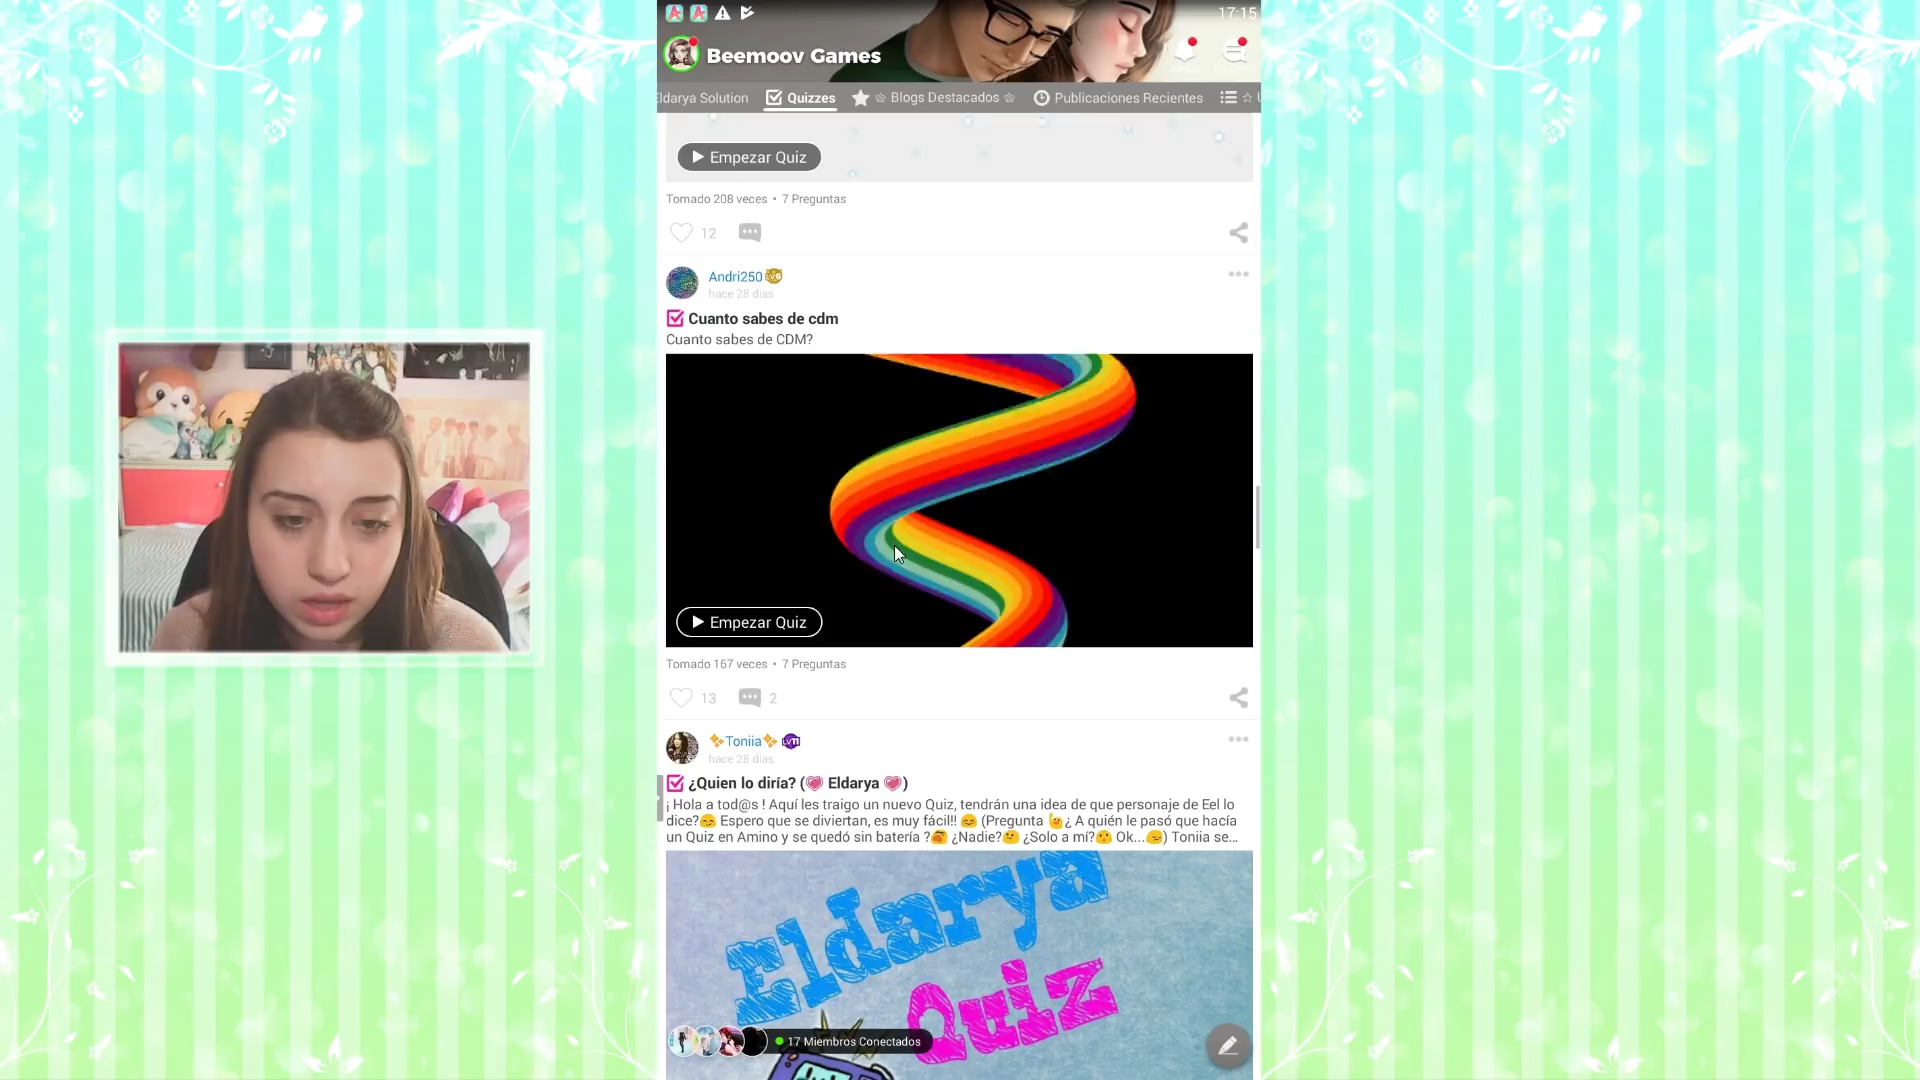 17:15
Beemoov Games
ldarya Solution
Quizzes
Blogs Destacados
Publicaciones Recientes
Empezar Quiz
Tomado 208 veces • 7 Preguntas
12
Andri250
hace 28 días
Cuanto sabes de cdm
Cuanto sabes de CDM?
Empezar Quiz
Tomado 167 veces • 7 Preguntas
13
2
✨Toniia✨
hace 28 días
¿Quien lo diría? (💗 Eldarya 💗)
¡ Hola a tod@s ! Aquí les traigo un nuevo Quiz, tendrán una idea de que personaje de Eel lo
dice? Espero que se diviertan, es muy fácil!! (Pregunta ¿ A quién le pasó que hacía
un Quiz en Amino y se quedó sin batería ? ¿Nadie? ¿Solo a mí? Ok... ) Toniia se...
Eldarya
Quiz
17 Miembros Conectados